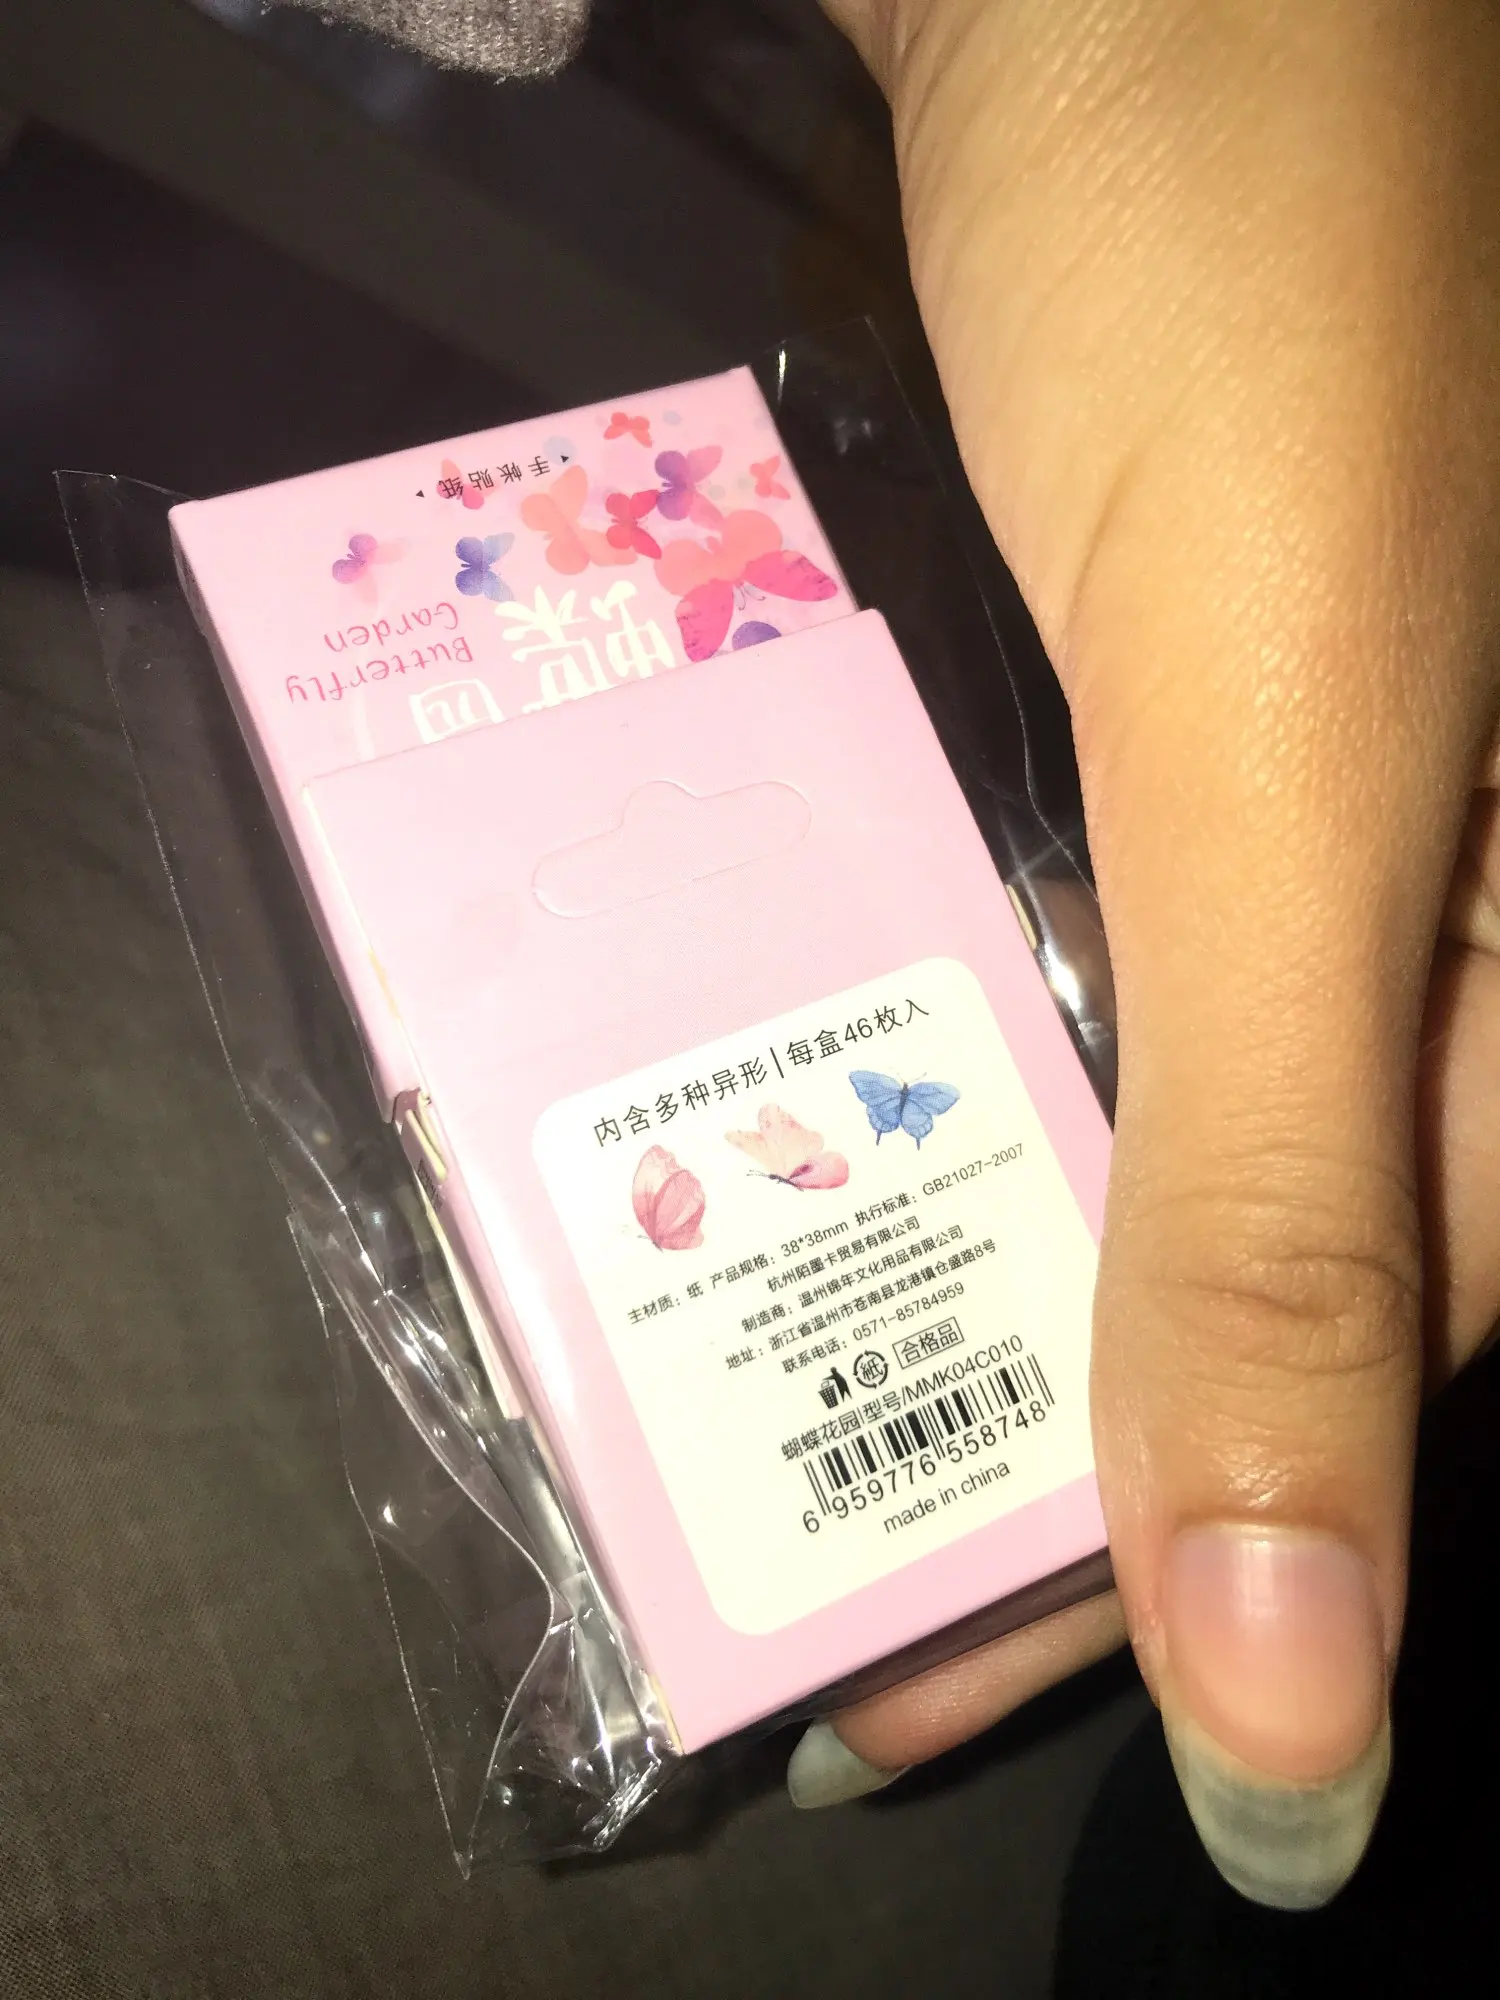 手帐贴纸
Butterfly
Garden
内含多种异形|每盒46枚入
主材质：纸 产品规格：38*38mm 执行标准：GB21027-2007
杭州陌墨卡贸易有限公司
制造商：温州锦年文化用品有限公司
地址：浙江省温州市苍南县龙港镇仓盛路8号
联系电话：0571-85784959
紙 合格品
蝴蝶花园|型号/MMK04C010
6 959776 558748
made in china